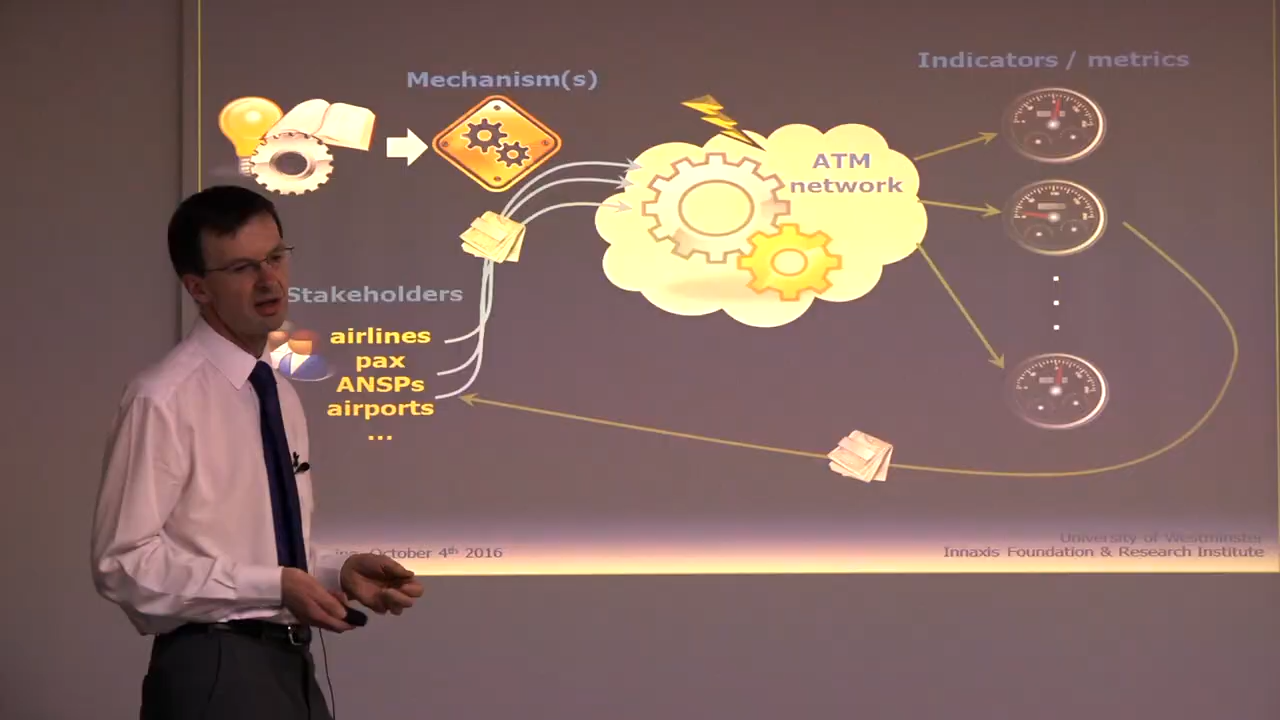 Mechanism(s)
Indicators / metrics
ATM
network
Stakeholders
airlines
pax
ANSPs
airports
...
October 4th 2016
University of Westminster
Innaxis Foundation & Research Institute